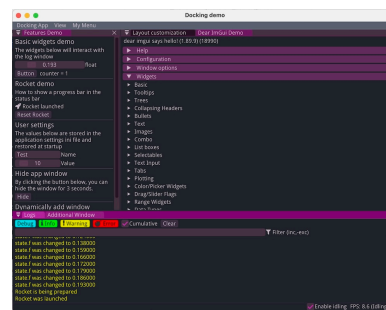 Docking demo
Docking App View My Menu
Features Demo
Basic widgets demo
The widgets below will interact with
the log window
0.193 float
Button counter = 1
Rocket demo
How to show a progress bar in the
status bar
Rocket launched
Reset Rocket
User settings
The values below are stored in the
application settings ini file and
restored at startup
Test Name
10 Value
Hide app window
By clicking the button below, you can
hide the window for 3 seconds.
Hide
Dynamically add window
Layout customization Dear ImGui Demo
dear imgui says hello! (1.89.9) (18990)
Help
Configuration
Window options
Widgets
Basic
Tooltips
Trees
Collapsing Headers
Bullets
Text
Images
Combo
List boxes
Selectables
Text Input
Tabs
Plotting
Color/Picker Widgets
Drag/Slider Flags
Range Widgets
Data Types
Logs Additional Window
Debug Info Warning Cumulative Clear
Filter (inc,-exc)
state.f was changed to 0.138000
state.f was changed to 0.159000
state.f was changed to 0.166000
state.f was changed to 0.172000
state.f was changed to 0.179000
state.f was changed to 0.186000
state.f was changed to 0.193000
Rocket is being prepared
Rocket was launched
Enable idling FPS: 8.6 (Idling)